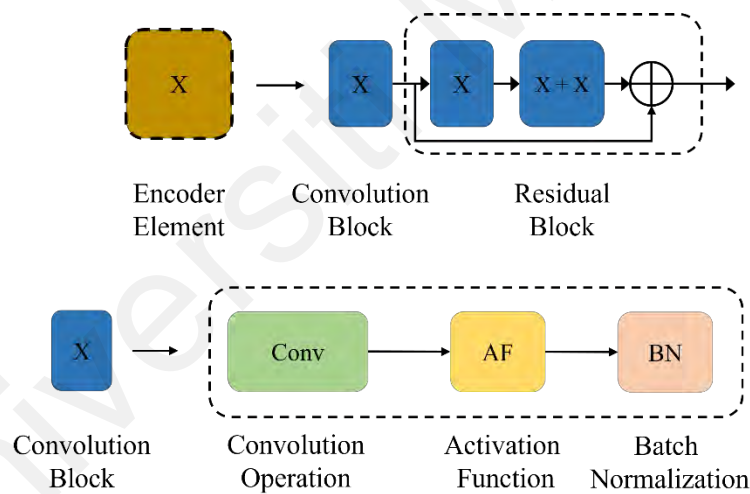 X
X
X
X + X
Encoder
Element
Convolution
Block
Residual
Block
X
Conv
AF
BN
Convolution
Block
Convolution
Operation
Activation
Function
Batch
Normalization